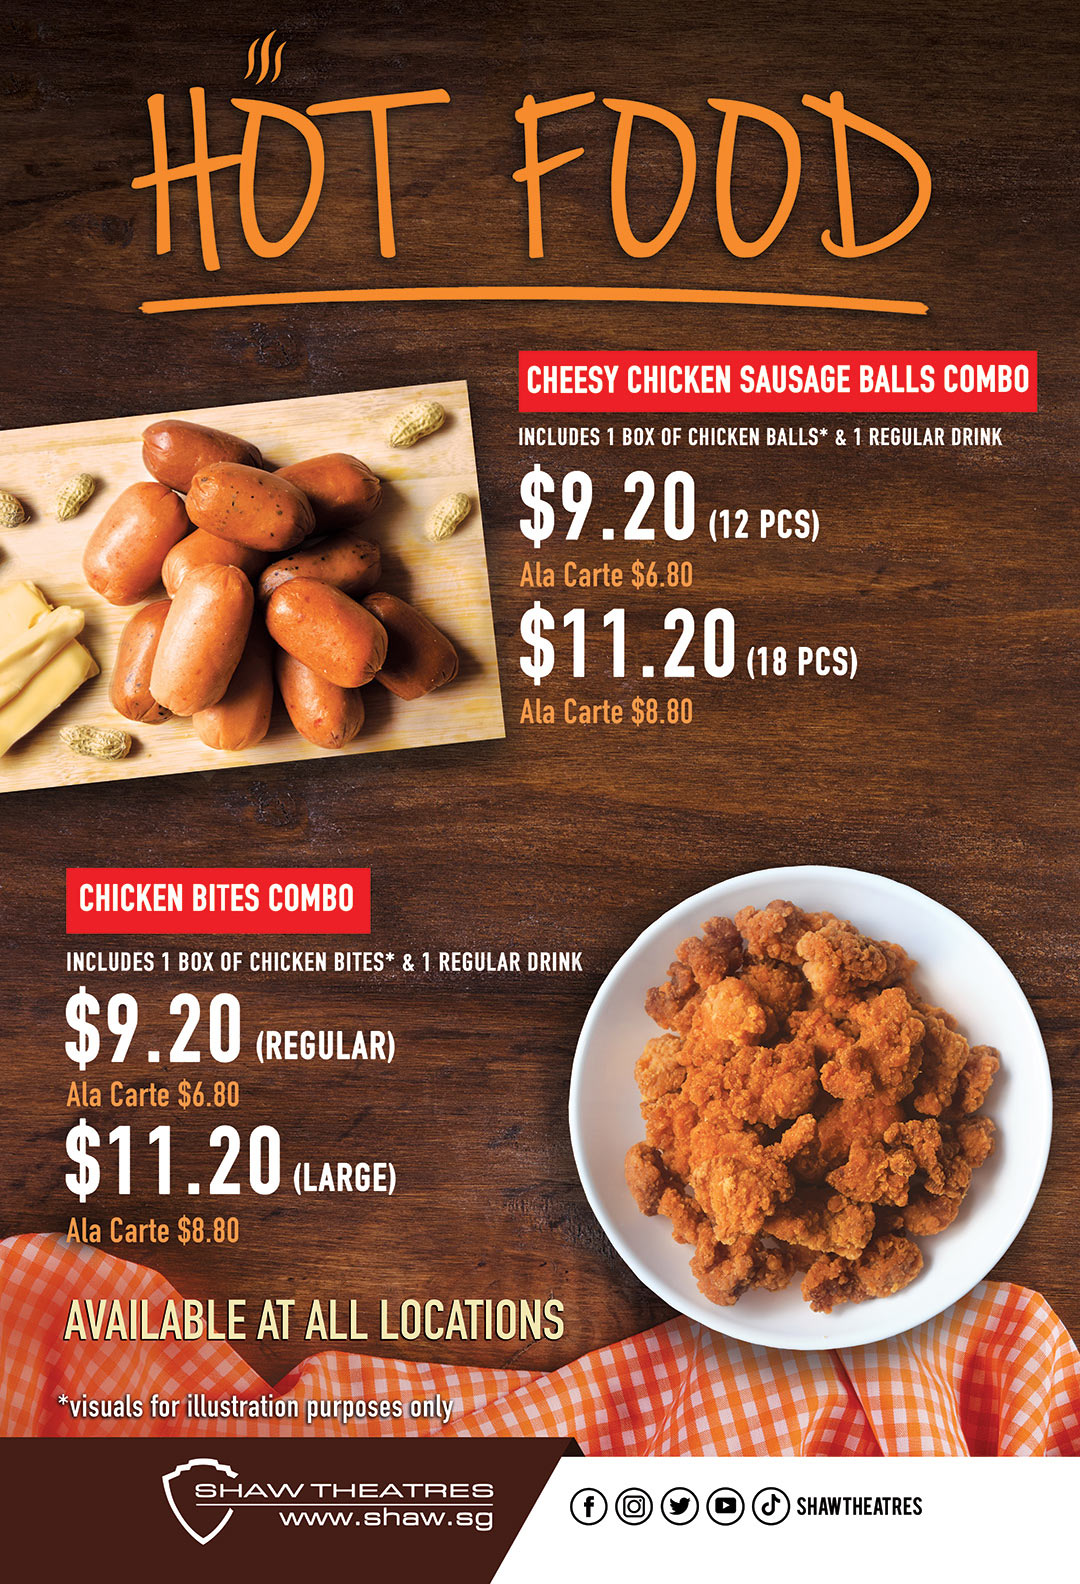 HOT FOOD
CHEESY CHICKEN SAUSAGE BALLS COMBO
INCLUDES 1 BOX OF CHICKEN BALLS* & 1 REGULAR DRINK
$9.20 (12 PCS)
Ala Carte $6.80
$11.20 (18 PCS)
Ala Carte $8.80
CHICKEN BITES COMBO
INCLUDES 1 BOX OF CHICKEN BITES* & 1 REGULAR DRINK
$9.20 (REGULAR)
Ala Carte $6.80
$11.20 (LARGE)
Ala Carte $8.80
AVAILABLE AT ALL LOCATIONS
*visuals for illustration purposes only
SHAW THEATRES
www.shaw.sg
SHAWTHEATRES